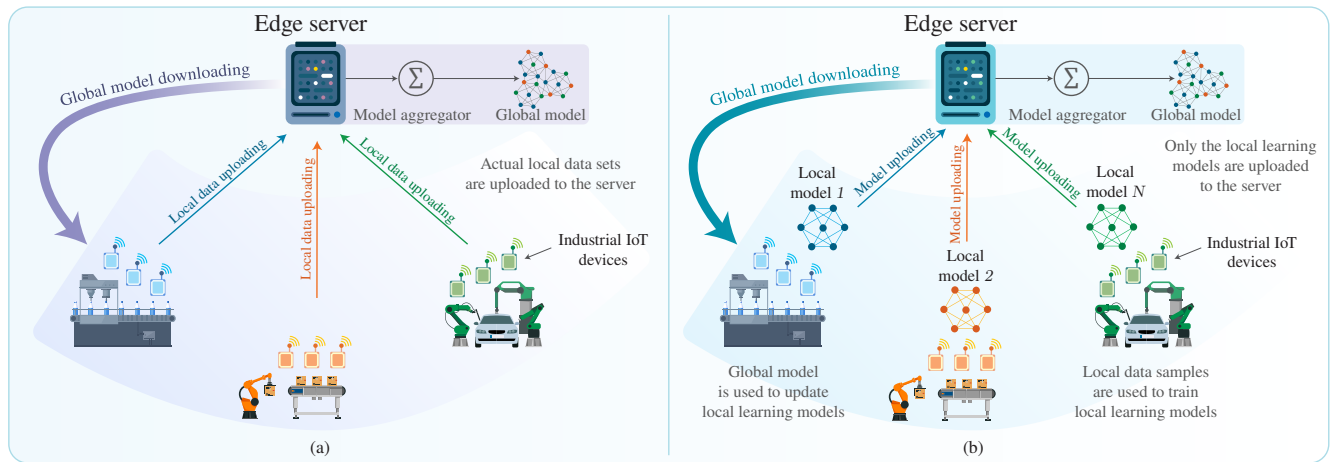 Edge server
Global model downloading
Σ
Model aggregator
Global model
Local data uploading
Local data uploading
Local data uploading
Actual local data sets
are uploaded to the server
Industrial IoT
devices
(a)
Edge server
Global model downloading
Σ
Model aggregator
Global model
Model uploading
Model uploading
Model uploading
Only the local learning
models are uploaded
to the server
Local
model 1
Local
model N
Local
model 2
Industrial IoT
devices
Global model
is used to update
local learning models
Local data samples
are used to train
local learning models
(b)